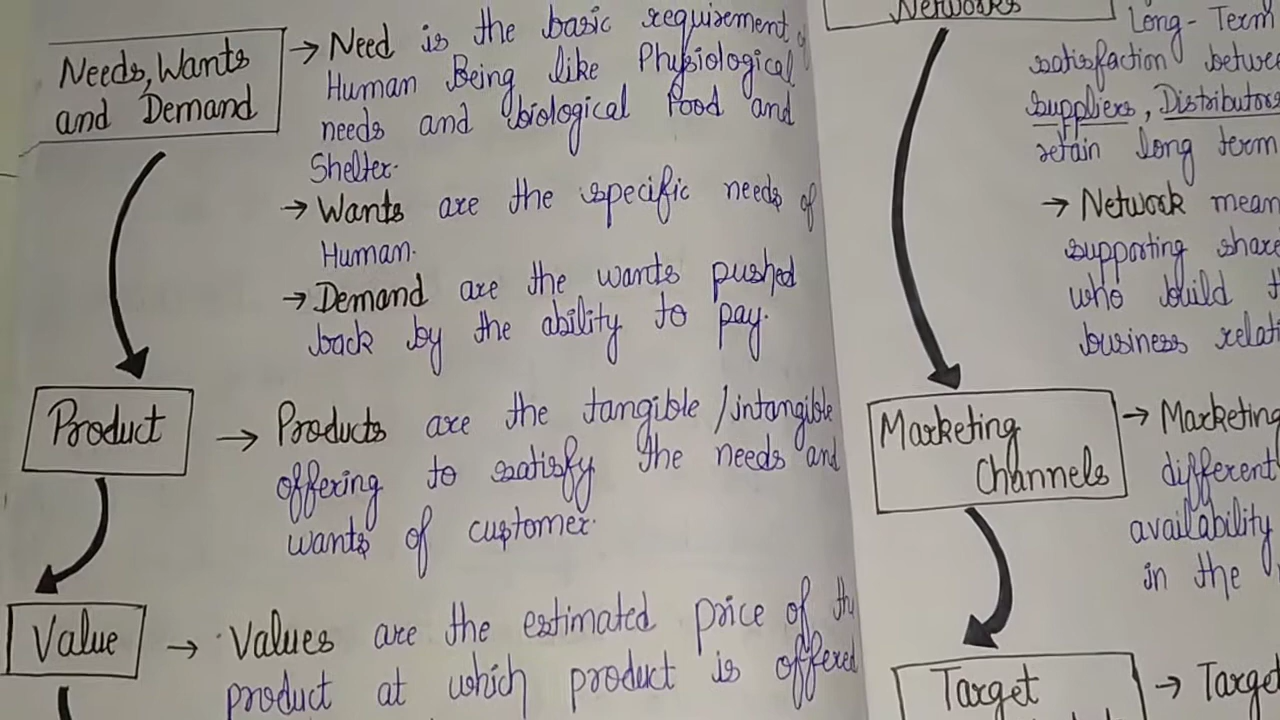 Needs, Wants
and Demand
→ Need is the basic requirement of
Human Being like Physiological
needs and biological Food and
Shelter.
→ Wants are the specific needs of
Human.
→ Demand are the wants pushed
back by the ability to pay.
Product
→ Products are the tangible/intangible
offering to satisfy the needs and
wants of customer.
Value
→ Values are the estimated price of the
product at which product is offered
Networks
Long-Term
satisfaction
suppliers, Distributors
retain long term
→ Network
supporting
who build
business
Marketing
Channels
→ Marketing
different
availability
in the
Target
→ Target